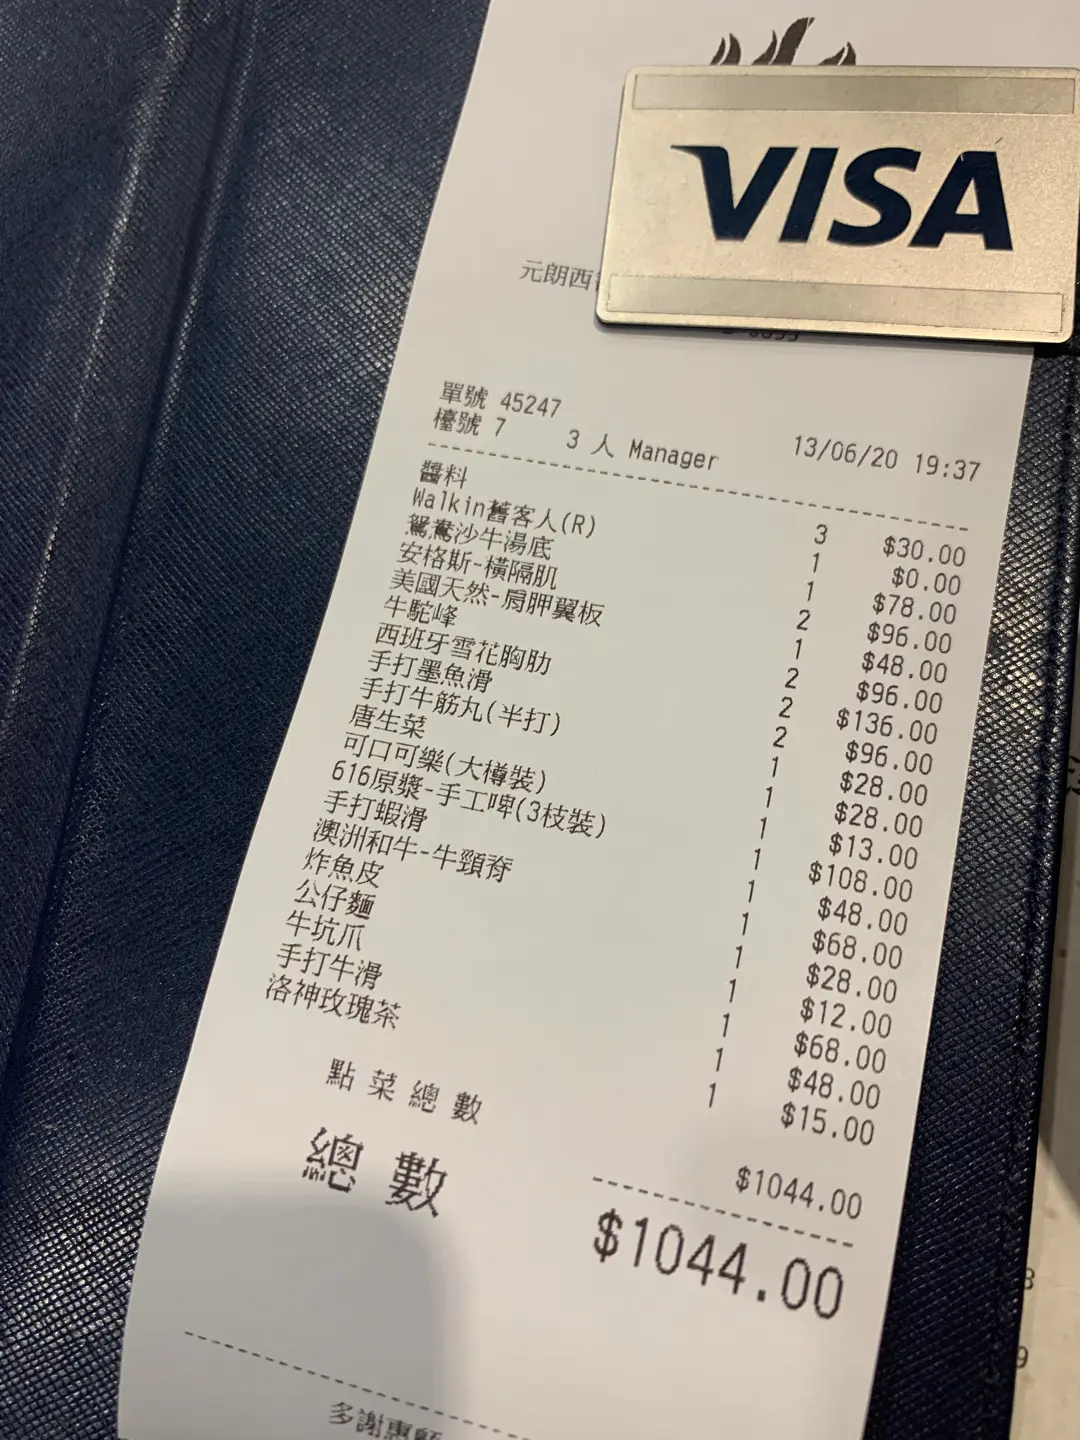 VISA
元朗西
單號 45247
檯號 7 3 人 Manager 13/06/20 19:37
醬料 3 $30.00
Walkin舊客人(R) 1 $0.00
鴛鴦沙牛湯底 1 $78.00
安格斯-橫隔肌 2 $96.00
美國天然-肩胛翼板 1 $48.00
牛駝峰 2 $96.00
西班牙雪花胸肋 2 $136.00
手打墨魚滑 2 $96.00
手打牛筋丸(半打) 1 $28.00
唐生菜 1 $28.00
可口可樂(大樽裝) 1 $13.00
616原漿-手工啤(3枝裝) 1 $108.00
手打蝦滑 1 $48.00
澳洲和牛-牛頸脊 1 $68.00
炸魚皮 1 $28.00
公仔麵 1 $12.00
牛坑爪 1 $68.00
手打牛滑 1 $48.00
洛神玫瑰茶 1 $15.00
點菜總數 $1044.00
總數 $1044.00
多謝惠顧